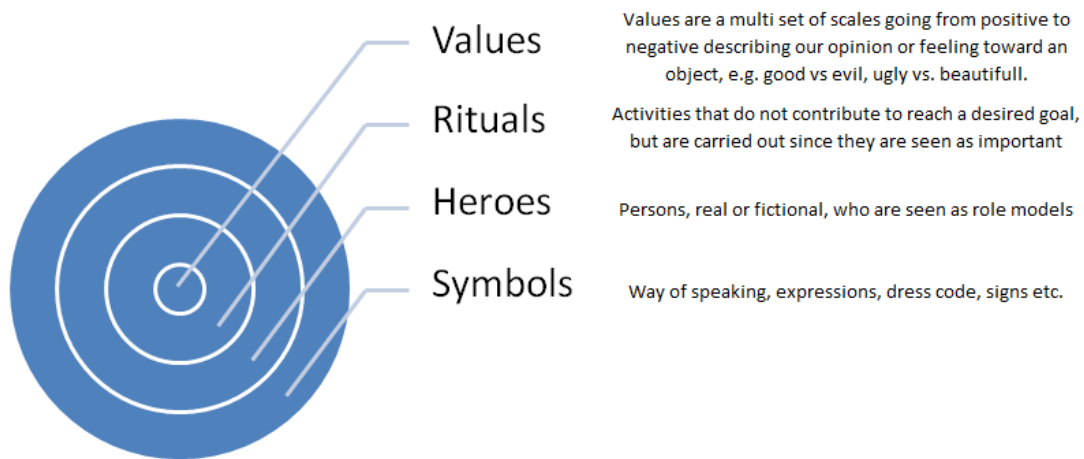 Values
Values are a multi set of scales going from positive to
negative describing our opinion or feeling toward an
object, e.g. good vs evil, ugly vs. beautifull.
Rituals
Activities that do not contribute to reach a desired goal,
but are carried out since they are seen as important
Heroes
Persons, real or fictional, who are seen as role models
Symbols
Way of speaking, expressions, dress code, signs etc.